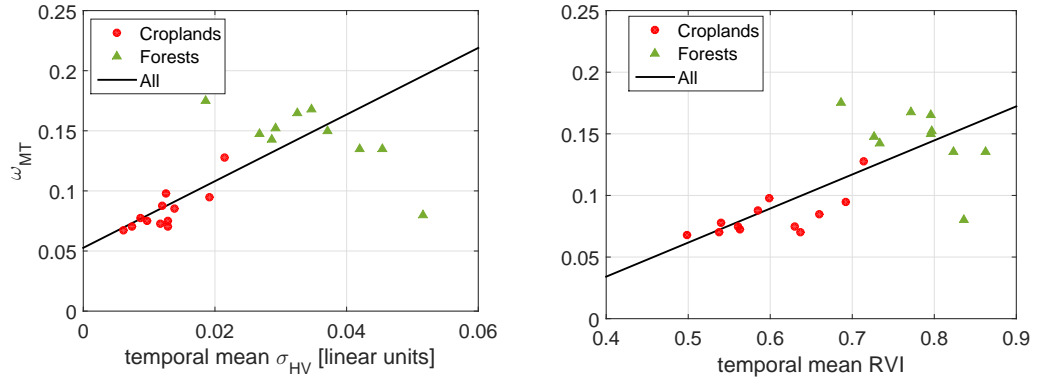 0.25
0.2
0.15
0.1
0.05
0
ω_MT
Croplands
Forests
All
0 0.02 0.04 0.06
temporal mean σ_HV [linear units]
0.25
0.2
0.15
0.1
0.05
0
Croplands
Forests
All
0.4 0.5 0.6 0.7 0.8 0.9
temporal mean RVI